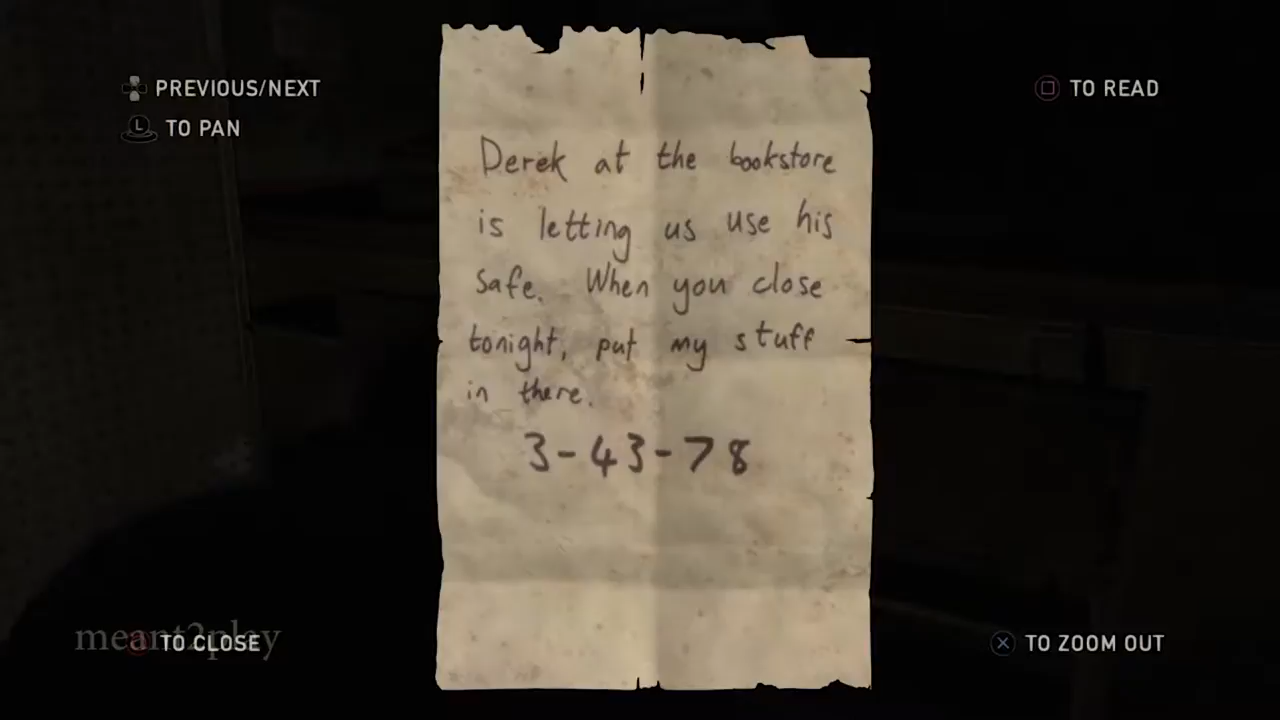 PREVIOUS/NEXT
L TO PAN
TO READ
Derek at the bookstore
is letting us use his
safe. When you close
tonight, put my stuff
in there.
3-43-78
meant2play
TO CLOSE
TO ZOOM OUT